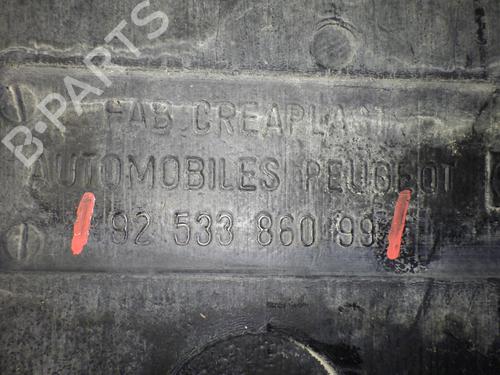 B-PARTS
FAB CREAPLAST
AUTOMOBILES PEUGEOT
92 533 860 99